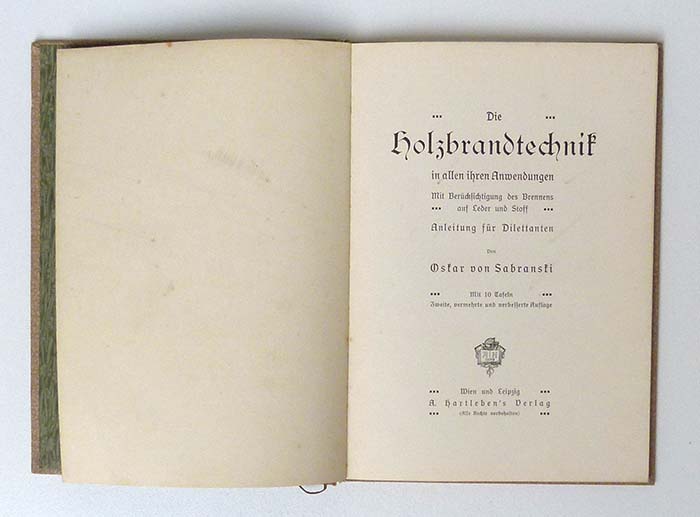 Die
Holzbrandtechnik
in allen ihren Anwendungen
Mit Berücksichtigung des Brennens
auf Leder und Stoff
Anleitung für Dilettanten
Von
Oskar von Sabranski
Mit 10 Tafeln
Zweite, vermehrte und verbesserte Auflage
Wien und Leipzig
A. Hartleben's Verlag
(Alle Rechte vorbehalten)